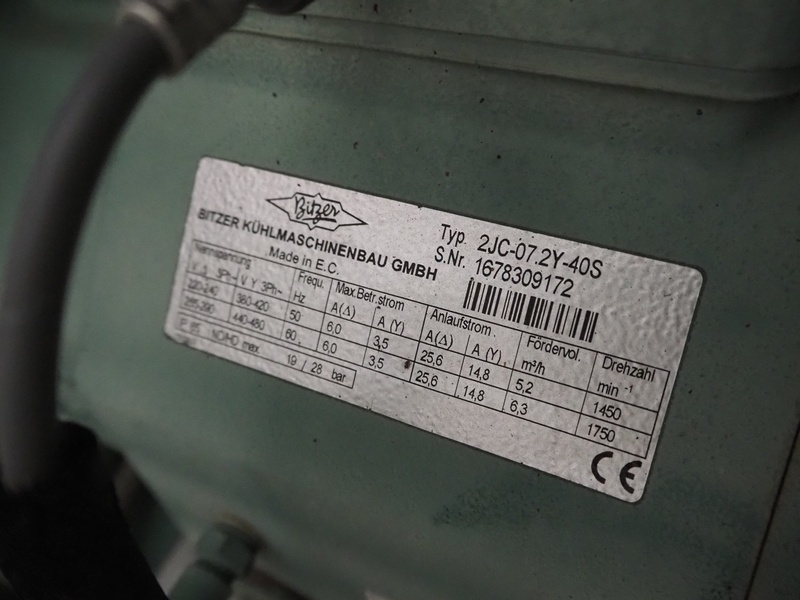 Bitzer
BITZER KÜHLMASCHINENBAU GMBH
Made in E.C.
Typ 2JC-07.2Y-40S
S.Nr. 1678309172
Nennspannung Frequ. Max.Betr.strom Anlaufstrom. Fördervol. Drehzahl
V Δ 3Ph~ V Y 3Ph~ Hz A(Δ) A (Y) A(Δ) A (Y) m³/h min -1
220-240 380-420 50 6,0 3,5 25,6 14,8 5,2 1450
265-290 440-480 60 6,0 3,5 25,6 14,8 6,3 1750
ND/HD max. 19 / 28 bar
CE